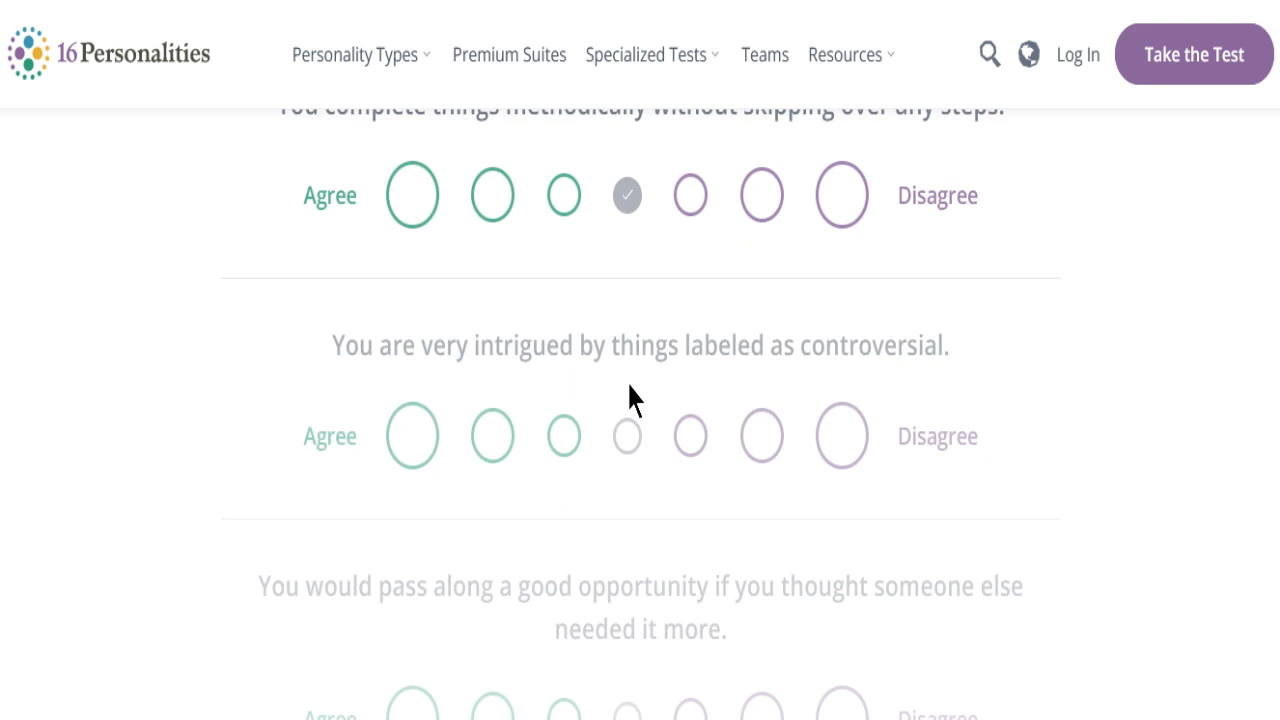 16Personalities
Personality Types
Premium Suites
Specialized Tests
Teams
Resources
Log In
Take the Test
You complete things methodically without skipping over any steps.
Agree
Disagree
You are very intrigued by things labeled as controversial.
Agree
Disagree
You would pass along a good opportunity if you thought someone else
needed it more.
Agree
Disagree